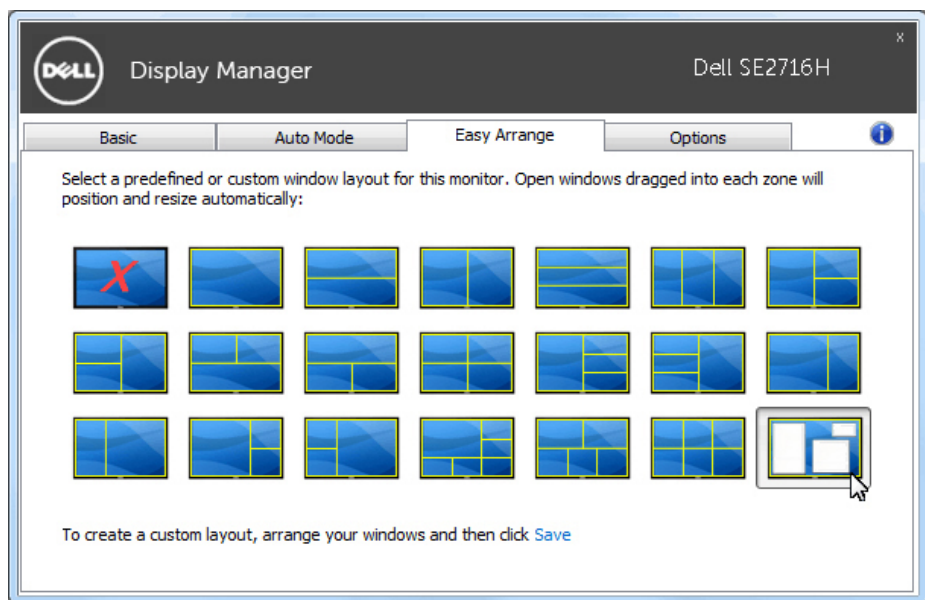 DELL
Display Manager
Dell SE2716H
x
Basic
Auto Mode
Easy Arrange
Options
i
Select a predefined or custom window layout for this monitor. Open windows dragged into each zone will
position and resize automatically:
X
To create a custom layout, arrange your windows and then click Save